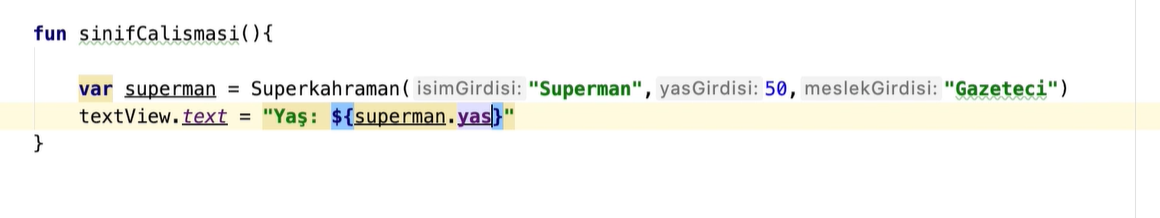 fun sinifCalismasi(){
var superman = Superkahraman( isimGirdisi: "Superman", yasGirdisi: 50, meslekGirdisi: "Gazeteci")
textView.text = "Yaş: ${superman.yas}"
}